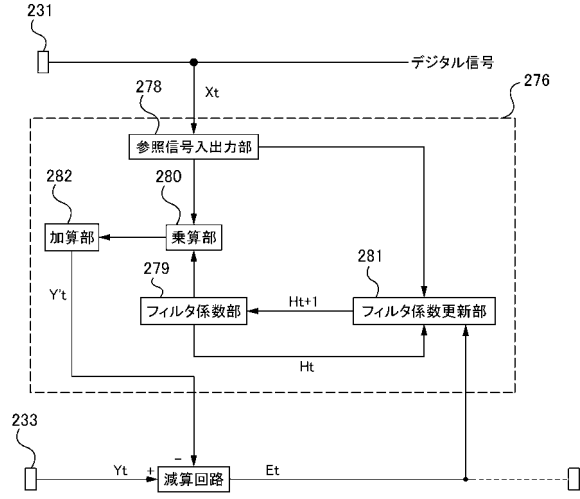 231
デジタル信号
276
278
Xt
参照信号入出力部
282
280
加算部
乗算部
279
281
Y't
フィルタ係数部
Ht+1
フィルタ係数更新部
Ht
233
Yt
+
−
減算回路
Et